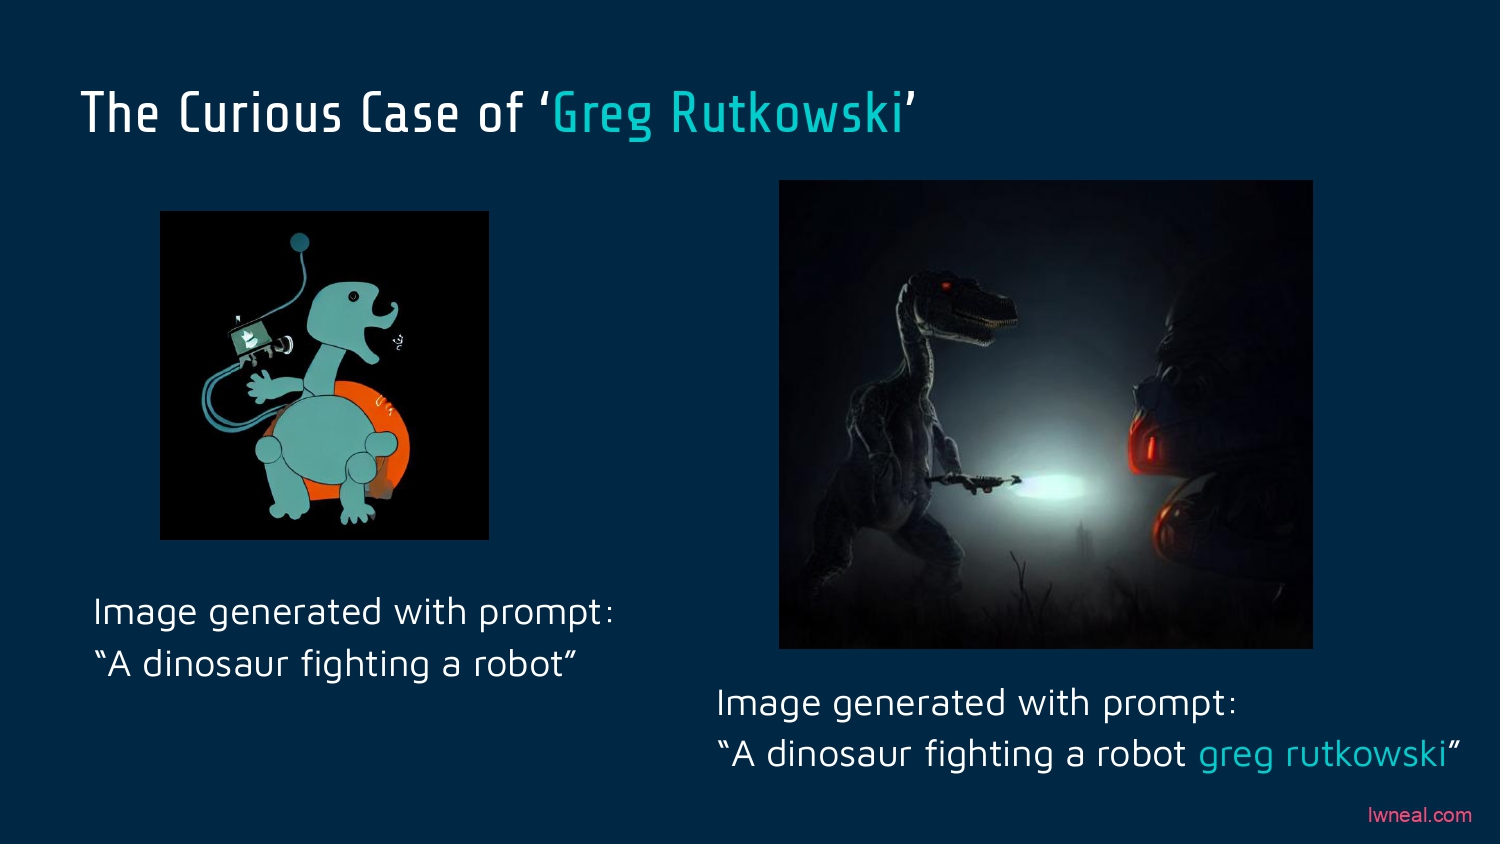 The Curious Case of ‘Greg Rutkowski’
Image generated with prompt:
“A dinosaur fighting a robot”
Image generated with prompt:
“A dinosaur fighting a robot greg rutkowski”
lwneal.com